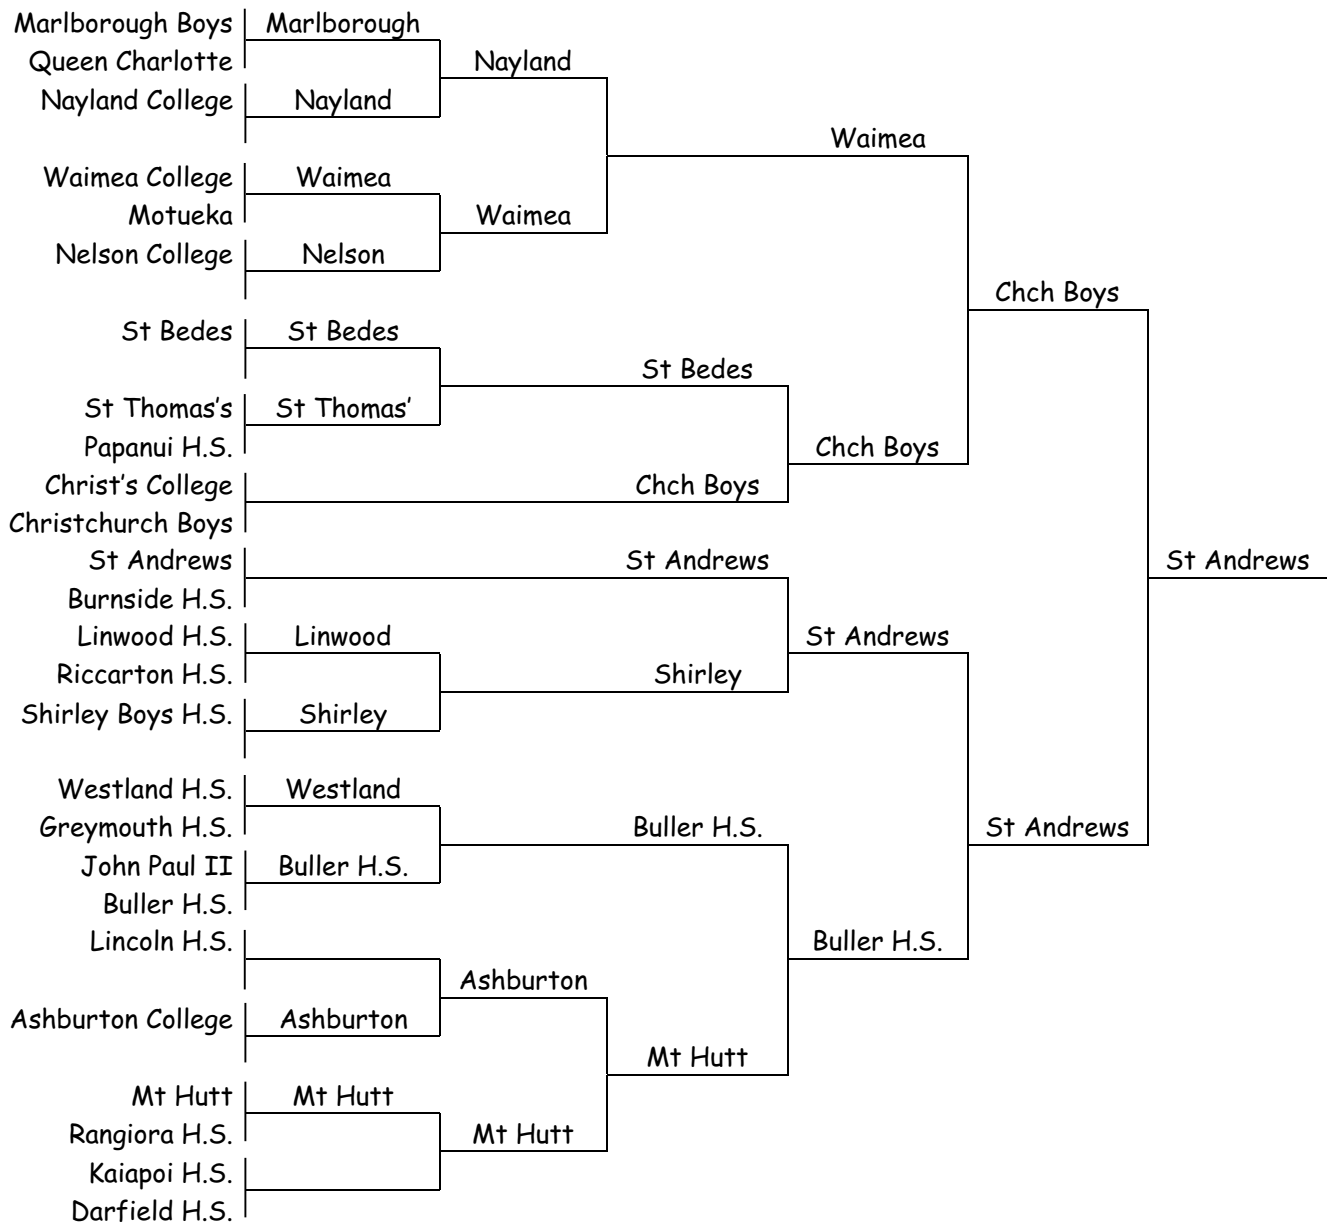 Marlborough Boys Marlborough
Queen Charlotte Nayland
Nayland College Nayland
Waimea
Waimea College Waimea
Motueka Waimea
Nelson College Nelson
Chch Boys
St Bedes St Bedes
St Bedes
St Thomas's St Thomas'
Papanui H.S. Chch Boys
Christ's College Chch Boys
Christchurch Boys
St Andrews St Andrews St Andrews
Burnside H.S.
Linwood H.S. Linwood St Andrews
Riccarton H.S. Shirley
Shirley Boys H.S. Shirley
Westland H.S. Westland
Greymouth H.S. Buller H.S. St Andrews
John Paul II Buller H.S.
Buller H.S.
Lincoln H.S. Buller H.S.
Ashburton
Ashburton College Ashburton
Mt Hutt
Mt Hutt Mt Hutt
Rangiora H.S. Mt Hutt
Kaiapoi H.S.
Darfield H.S.